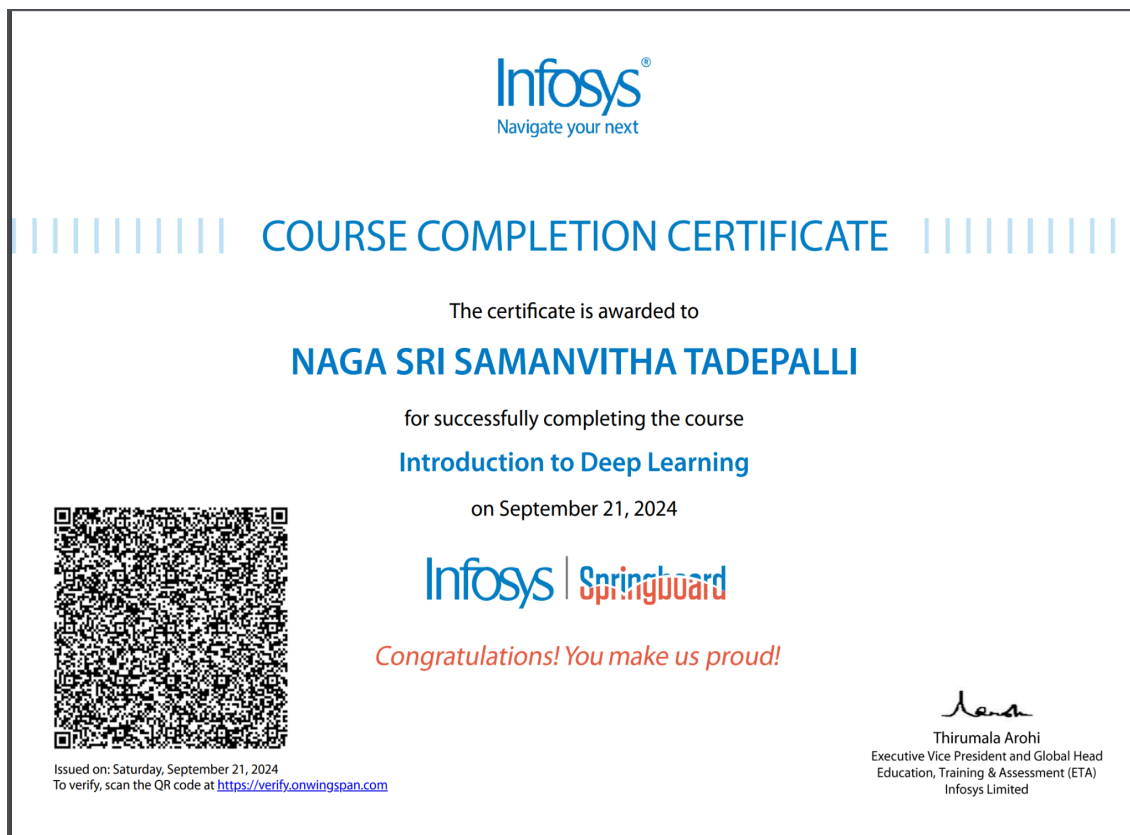 Infosys®
Navigate your next
COURSE COMPLETION CERTIFICATE
The certificate is awarded to
NAGA SRI SAMANVITHA TADEPALLI
for successfully completing the course
Introduction to Deep Learning
on September 21, 2024
Infosys | Springboard
Congratulations! You make us proud!
Issued on: Saturday, September 21, 2024
To verify, scan the QR code at https://verify.onwingspan.com
Thirumala Arohi
Executive Vice President and Global Head
Education, Training & Assessment (ETA)
Infosys Limited